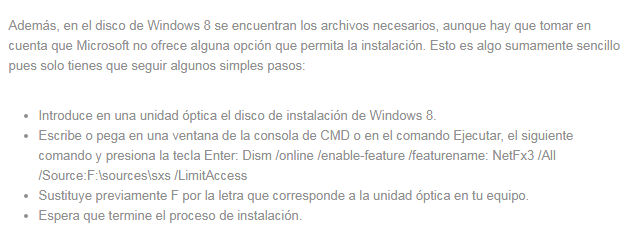 Además, en el disco de Windows 8 se encuentran los archivos necesarios, aunque hay que tomar en
cuenta que Microsoft no ofrece alguna opción que permita la instalación. Esto es algo sumamente sencillo
pues solo tienes que seguir algunos simples pasos:
• Introduce en una unidad óptica el disco de instalación de Windows 8.
• Escribe o pega en una ventana de la consola de CMD o en el comando Ejecutar, el siguiente
comando y presiona la tecla Enter: Dism /online /enable-feature /featurename: NetFx3 /All
/Source:F:\sources\sxs /LimitAccess
• Sustituye previamente F por la letra que corresponde a la unidad óptica en tu equipo.
• Espera que termine el proceso de instalación.